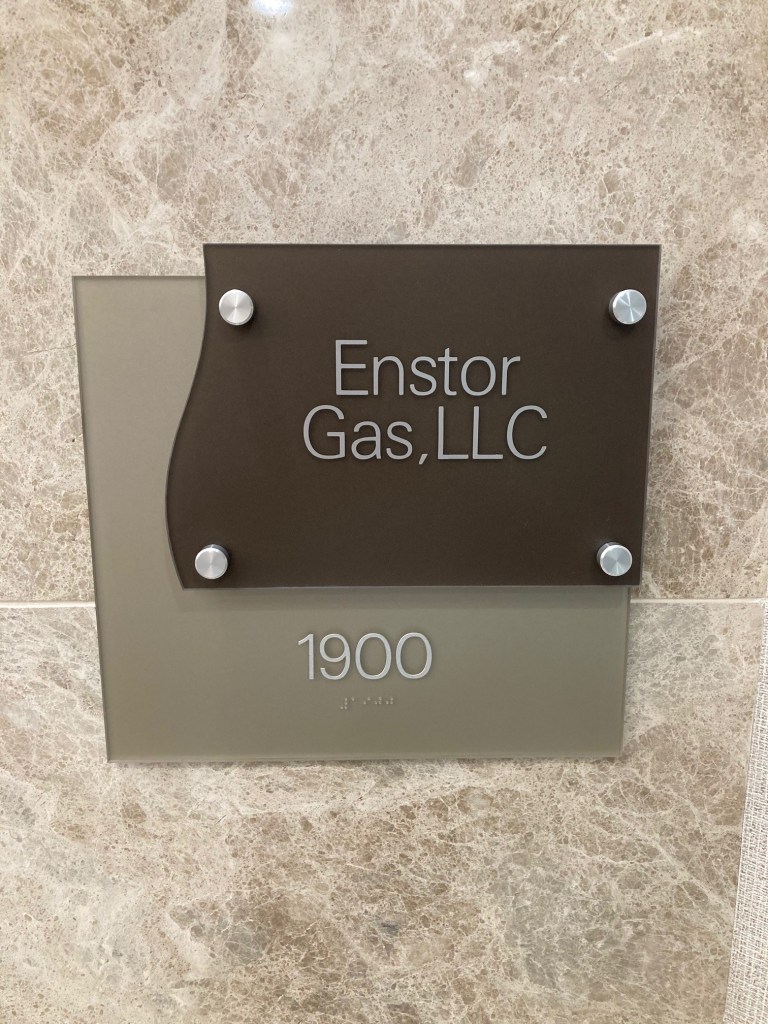 Enstor
Gas, LLC
1900
⠼⠁⠊⠚⠚